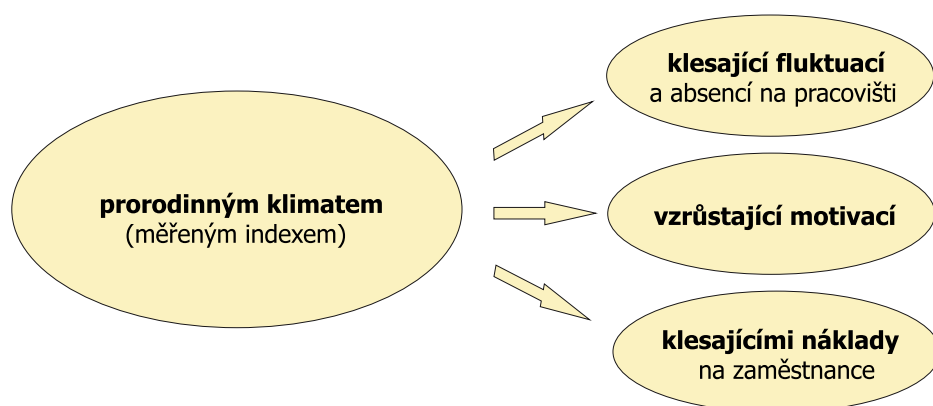 prorodinným klimatem
(měřeným indexem)
klesající fluktuací
a absencí na pracovišti
vzrůstající motivací
klesajícími náklady
na zaměstnance